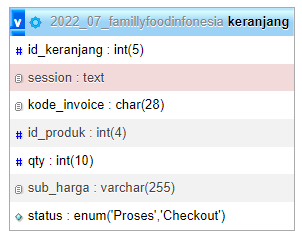 v 2022_07_famillyfoodinfonesia keranjang
# id_keranjang : int(5)
session : text
kode_invoice : char(28)
# id_produk : int(4)
# qty : int(10)
sub_harga : varchar(255)
status : enum('Proses','Checkout')